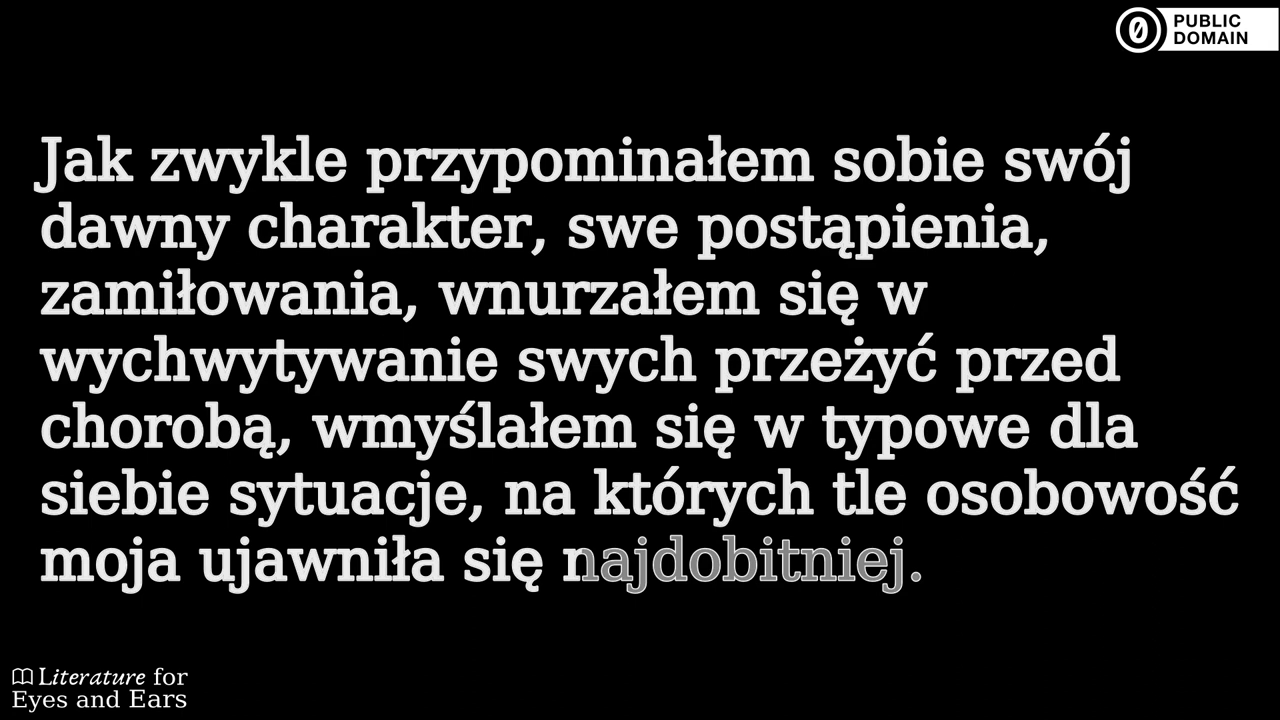 PUBLIC
DOMAIN
Jak zwykle przypominałem sobie swój
dawny charakter, swe postąpienia,
zamiłowania, wnurzałem się w
wychwytywanie swych przeżyć przed
chorobą, wmyślałem się w typowe dla
siebie sytuacje, na których tle osobowość
moja ujawniła się najdobitniej.
Literature for
Eyes and Ears